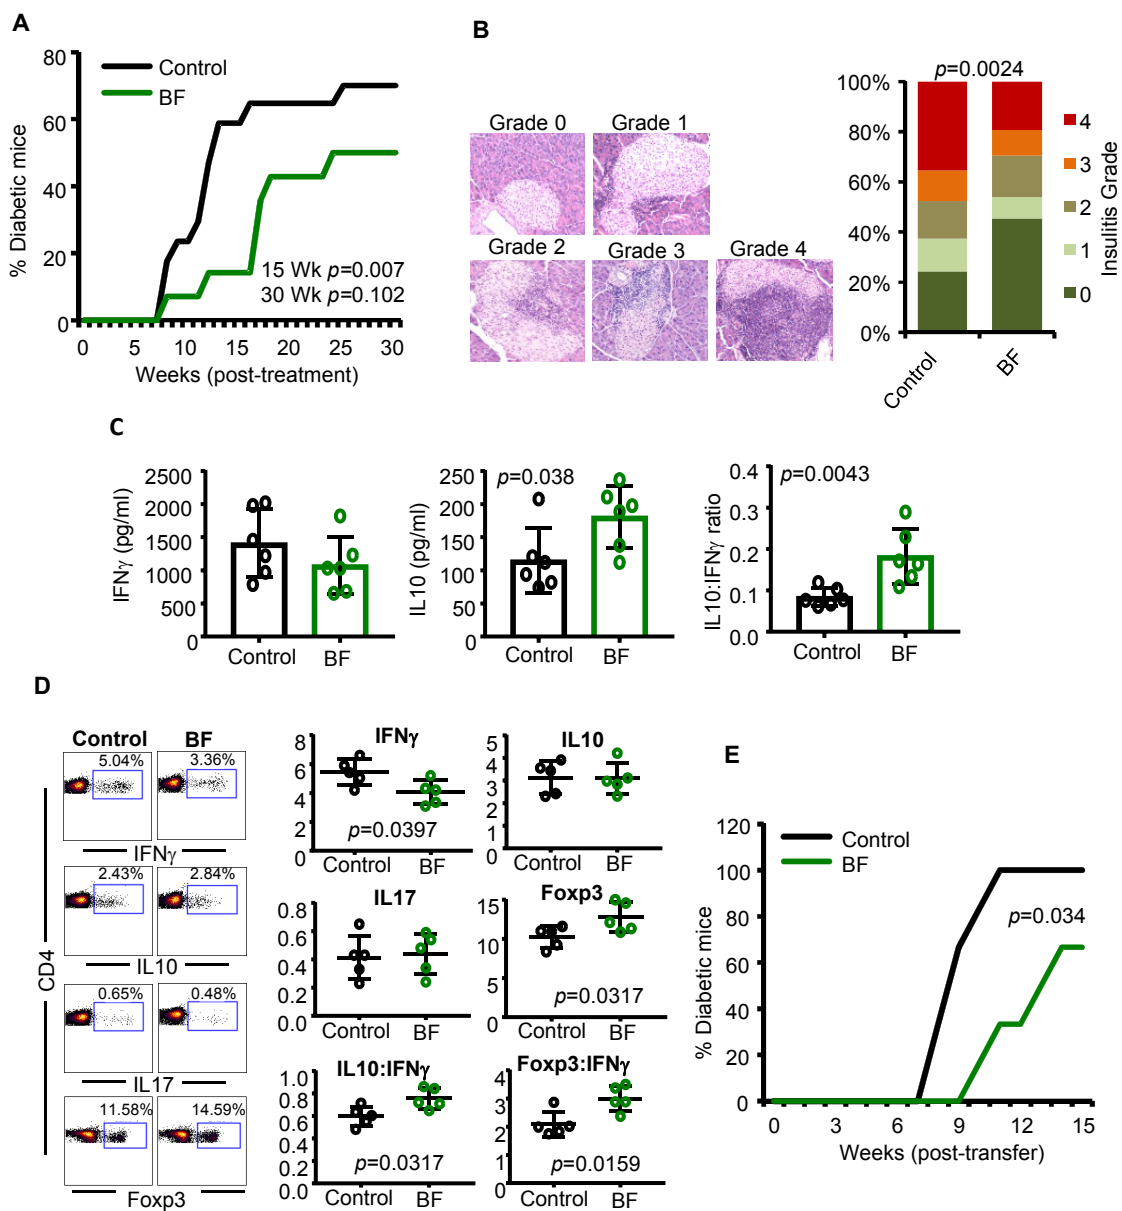 A
80
60
40
20
0
% Diabetic mice
Control
BF
15 Wk p=0.007
30 Wk p=0.102
0 5 10 15 20 25 30
Weeks (post-treatment)
B
Grade 0 Grade 1
Grade 2 Grade 3 Grade 4
p=0.0024
100%
80%
60%
40%
20%
0%
Control BF
4
3
2
1
0
Insulitis Grade
C
IFNγ (pg/ml)
2500
2000
1500
1000
500
0
Control BF
IL10 (pg/ml)
250
200
150
100
50
0
p=0.038
Control BF
IL10:IFNγ ratio
0.4
0.3
0.2
0.1
0.0
p=0.0043
Control BF
D
Control BF
CD4
5.04% 3.36%
IFNγ
2.43% 2.84%
IL10
0.65% 0.48%
IL17
11.58% 14.59%
Foxp3
IFNγ
8
6
4
2
0
p=0.0397
Control BF
IL10
5
4
3
2
1
0
Control BF
IL17
0.8
0.6
0.4
0.2
0.0
Control BF
Foxp3
15
10
5
0
p=0.0317
Control BF
IL10:IFNγ
1.0
0.8
0.6
0.4
0.2
0.0
p=0.0317
Control BF
Foxp3:IFNγ
4
3
2
1
0
p=0.0159
Control BF
E
120
100
80
60
40
20
0
% Diabetic mice
Control
BF
p=0.034
0 3 6 9 12 15
Weeks (post-transfer)